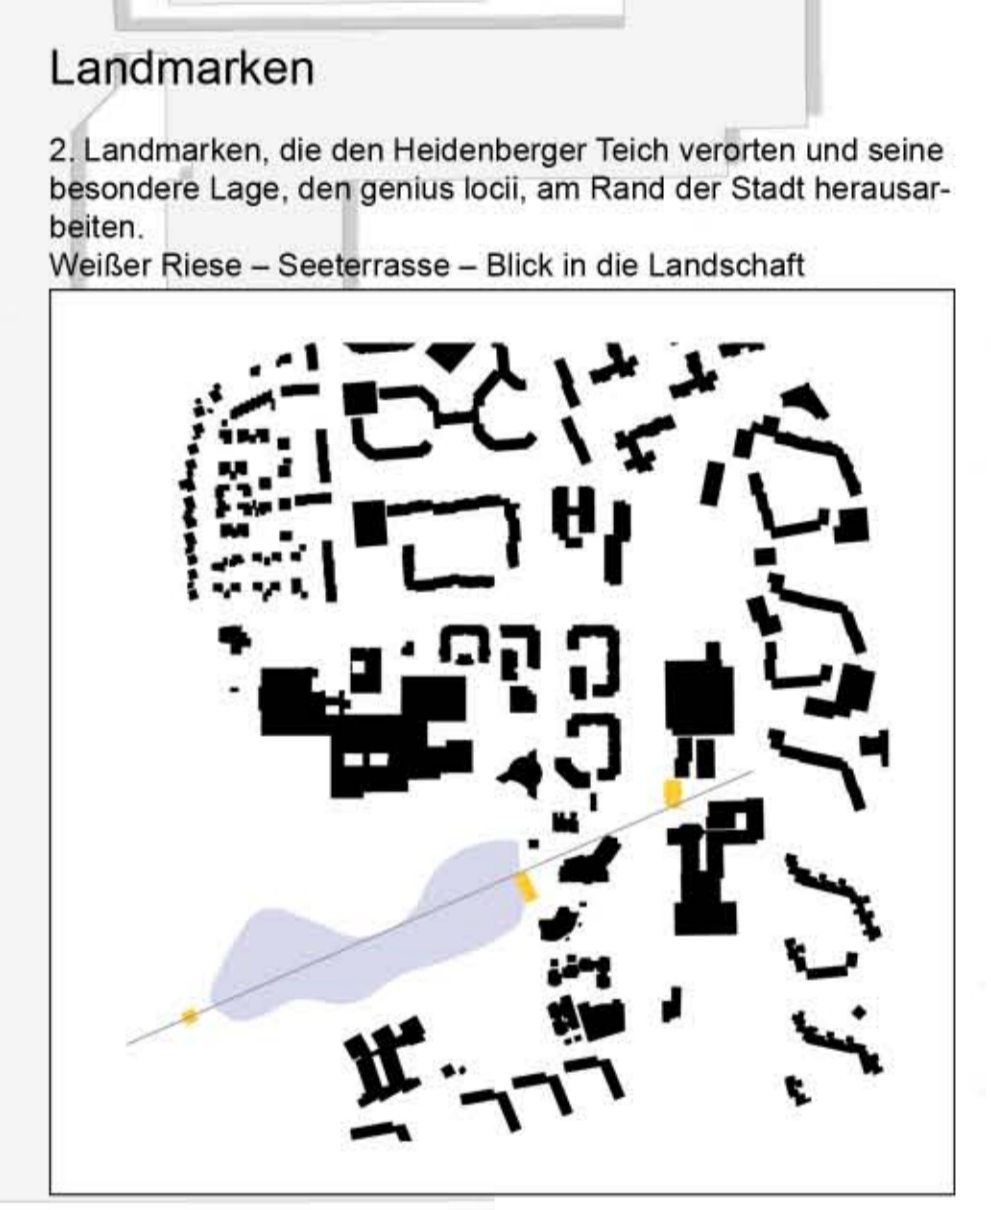 Landmarken
2. Landmarken, die den Heidenberger Teich verorten und seine
besondere Lage, den genius locii, am Rand der Stadt herausar-
beiten.
Weißer Riese – Seeterrasse – Blick in die Landschaft